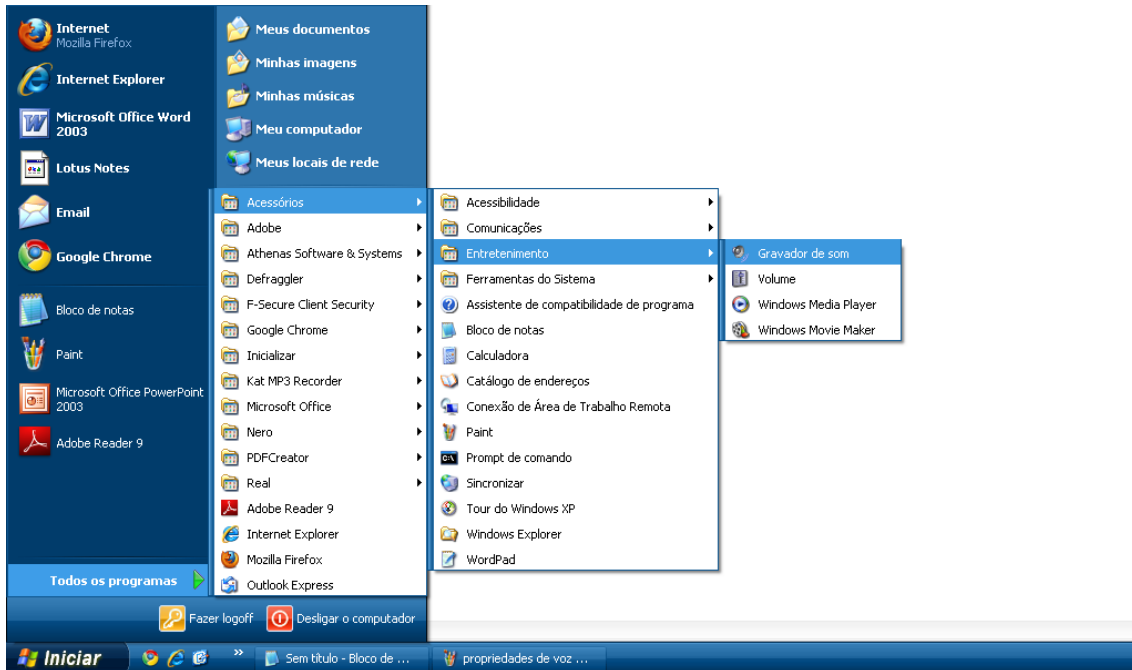 Internet
Mozilla Firefox
Internet Explorer
Microsoft Office Word
2003
Lotus Notes
Email
Google Chrome
Bloco de notas
Paint
Microsoft Office PowerPoint
2003
Adobe Reader 9
Todos os programas
Meus documentos
Minhas imagens
Minhas músicas
Meu computador
Meus locais de rede
Acessórios
Adobe
Athenas Software & Systems
Defraggler
F-Secure Client Security
Google Chrome
Inicializar
Kat MP3 Recorder
Microsoft Office
Nero
PDFCreator
Real
Adobe Reader 9
Internet Explorer
Mozilla Firefox
Outlook Express
Acessibilidade
Comunicações
Entretenimento
Ferramentas do Sistema
Assistente de compatibilidade de programa
Bloco de notas
Calculadora
Catálogo de endereços
Conexão de Área de Trabalho Remota
Paint
Prompt de comando
Sincronizar
Tour do Windows XP
Windows Explorer
WordPad
Gravador de som
Volume
Windows Media Player
Windows Movie Maker
Fazer logoff
Desligar o computador
Iniciar
Sem título - Bloco de ...
propriedades de voz ...